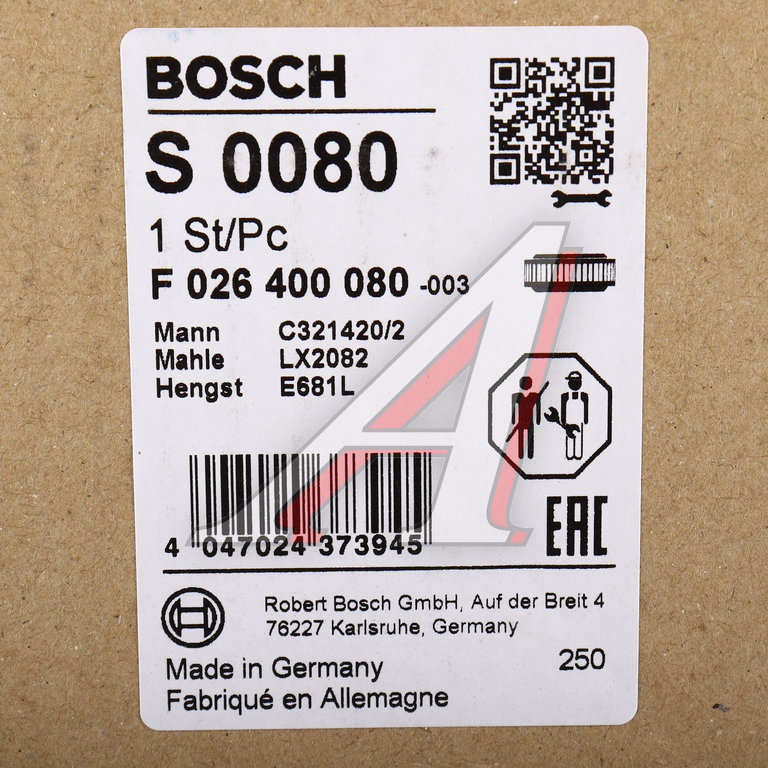 BOSCH
S 0080
1 St/Pc
F 026 400 080 -003
Mann C321420/2
Mahle LX2082
Hengst E681L
4 047024 373945
EAC
Robert Bosch GmbH, Auf der Breit 4
76227 Karlsruhe, Germany
Made in Germany 250
Fabriqué en Allemagne